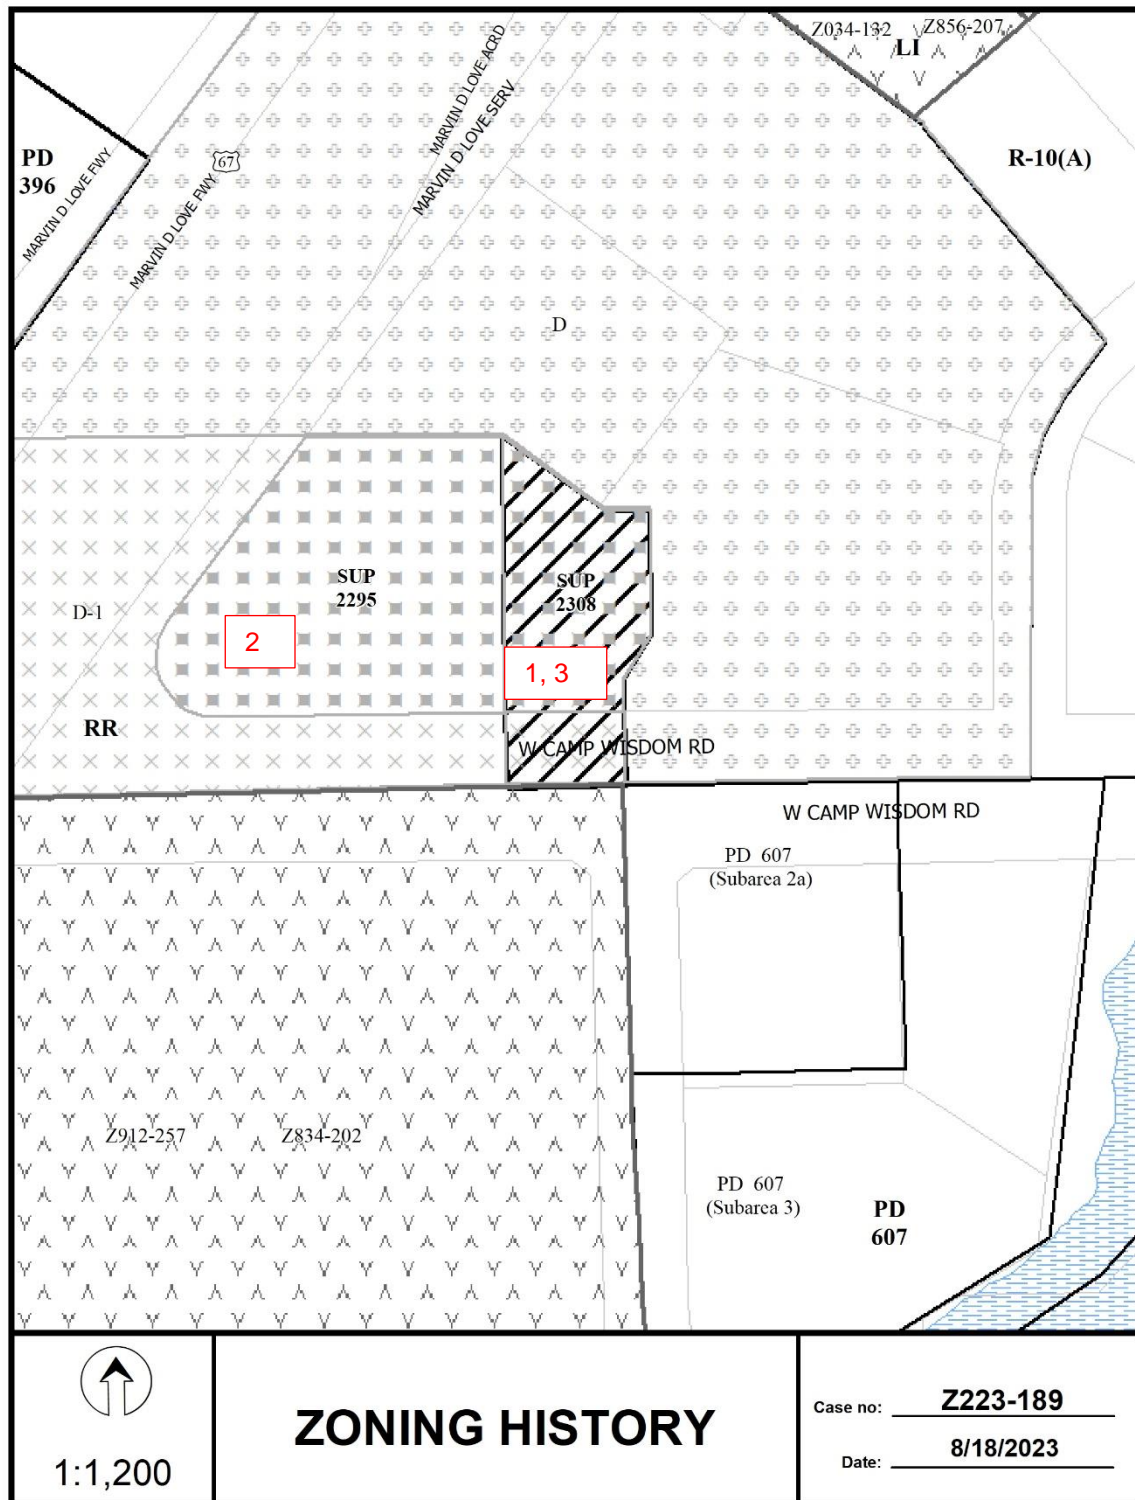 Z034-132
Z856-207
LI
MARVIN D LOVE ACRD
MARVIN D LOVE SERV
PD
396
67
R-10(A)
MARVIN D LOVE FWY
MARVIN D LOVE FWY
D
SUP
2295
SUP
2308
D-1
2
1, 3
RR
W CAMP WISDOM RD
W CAMP WISDOM RD
PD 607
(Subarea 2a)
Z912-257
Z834-202
PD 607
(Subarea 3)
PD
607
1:1,200
ZONING HISTORY
Case no: Z223-189
Date: 8/18/2023